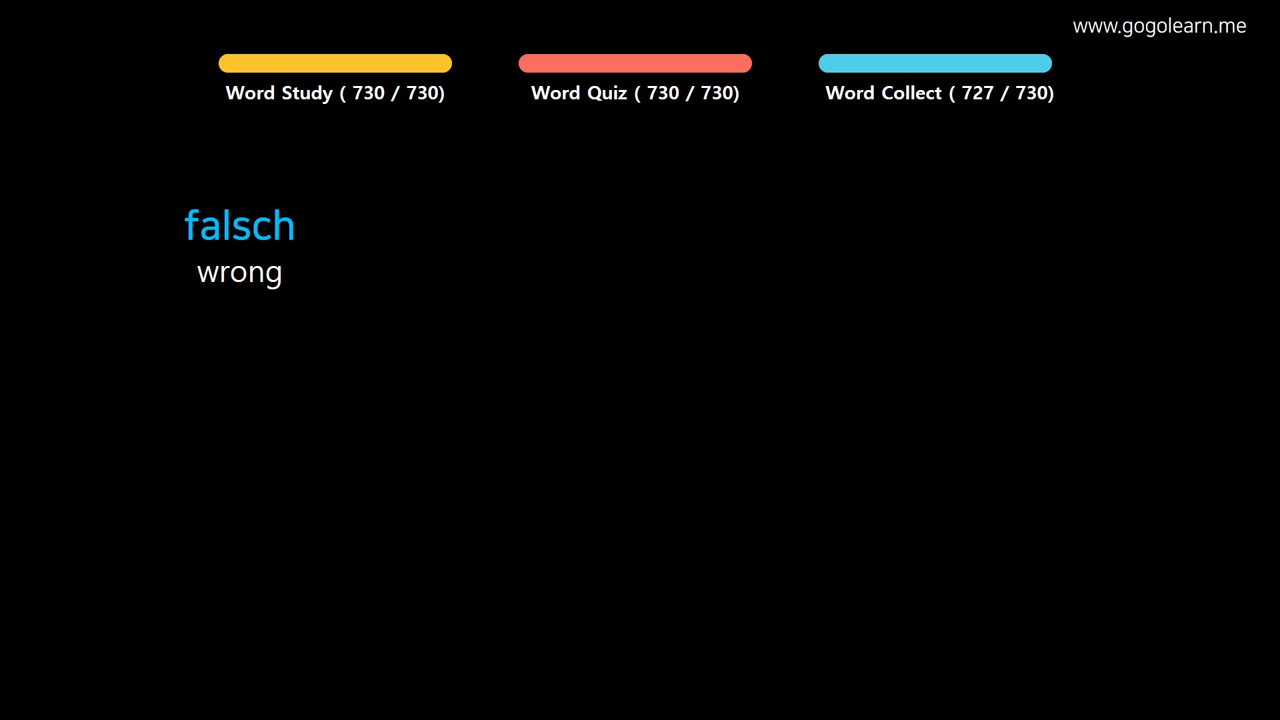 www.gogolearn.me
Word Study ( 730 / 730)
Word Quiz ( 730 / 730)
Word Collect ( 727 / 730)
falsch
wrong